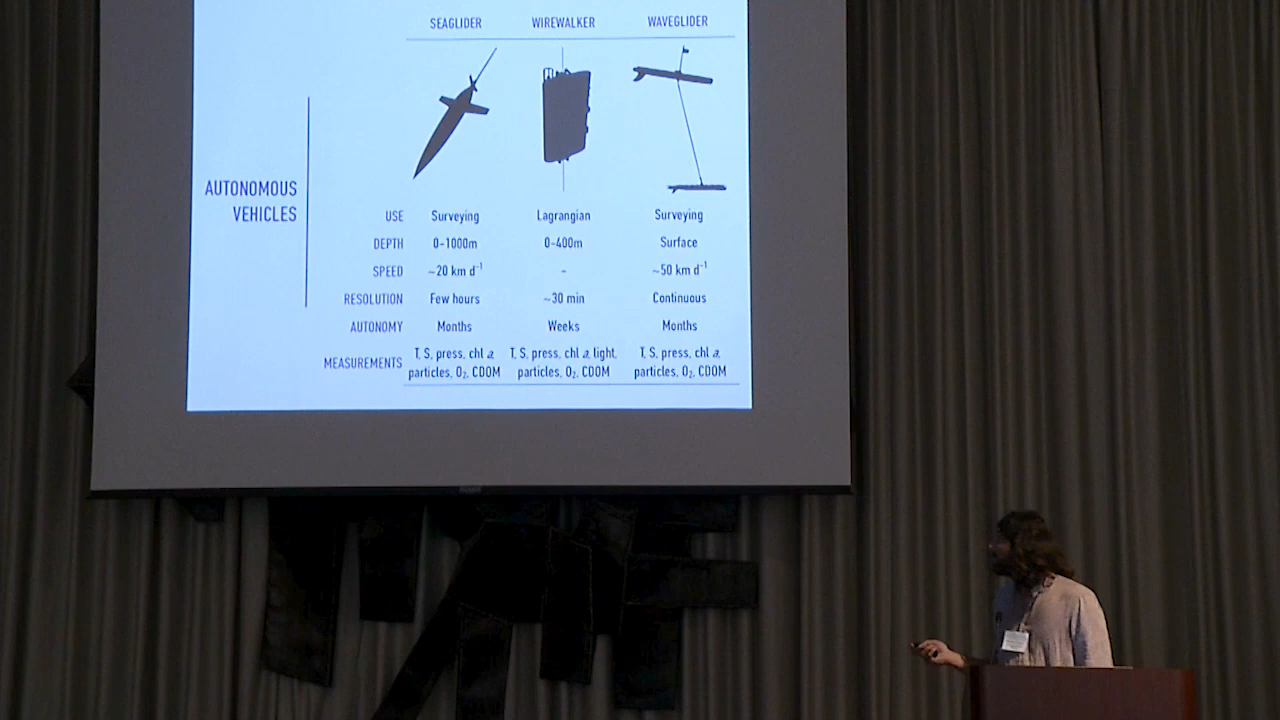 SEAGLIDER WIREWALKER WAVEGLIDER
AUTONOMOUS
VEHICLES
USE Surveying Lagrangian Surveying
DEPTH 0-1000m 0-400m Surface
SPEED ~20 km d⁻¹ - ~50 km d⁻¹
RESOLUTION Few hours ~30 min Continuous
AUTONOMY Months Weeks Months
MEASUREMENTS T, S, press, chl a, T, S, press, chl a, light, T, S, press, chl a,
particles, O₂, CDOM particles, O₂, CDOM particles, O₂, CDOM